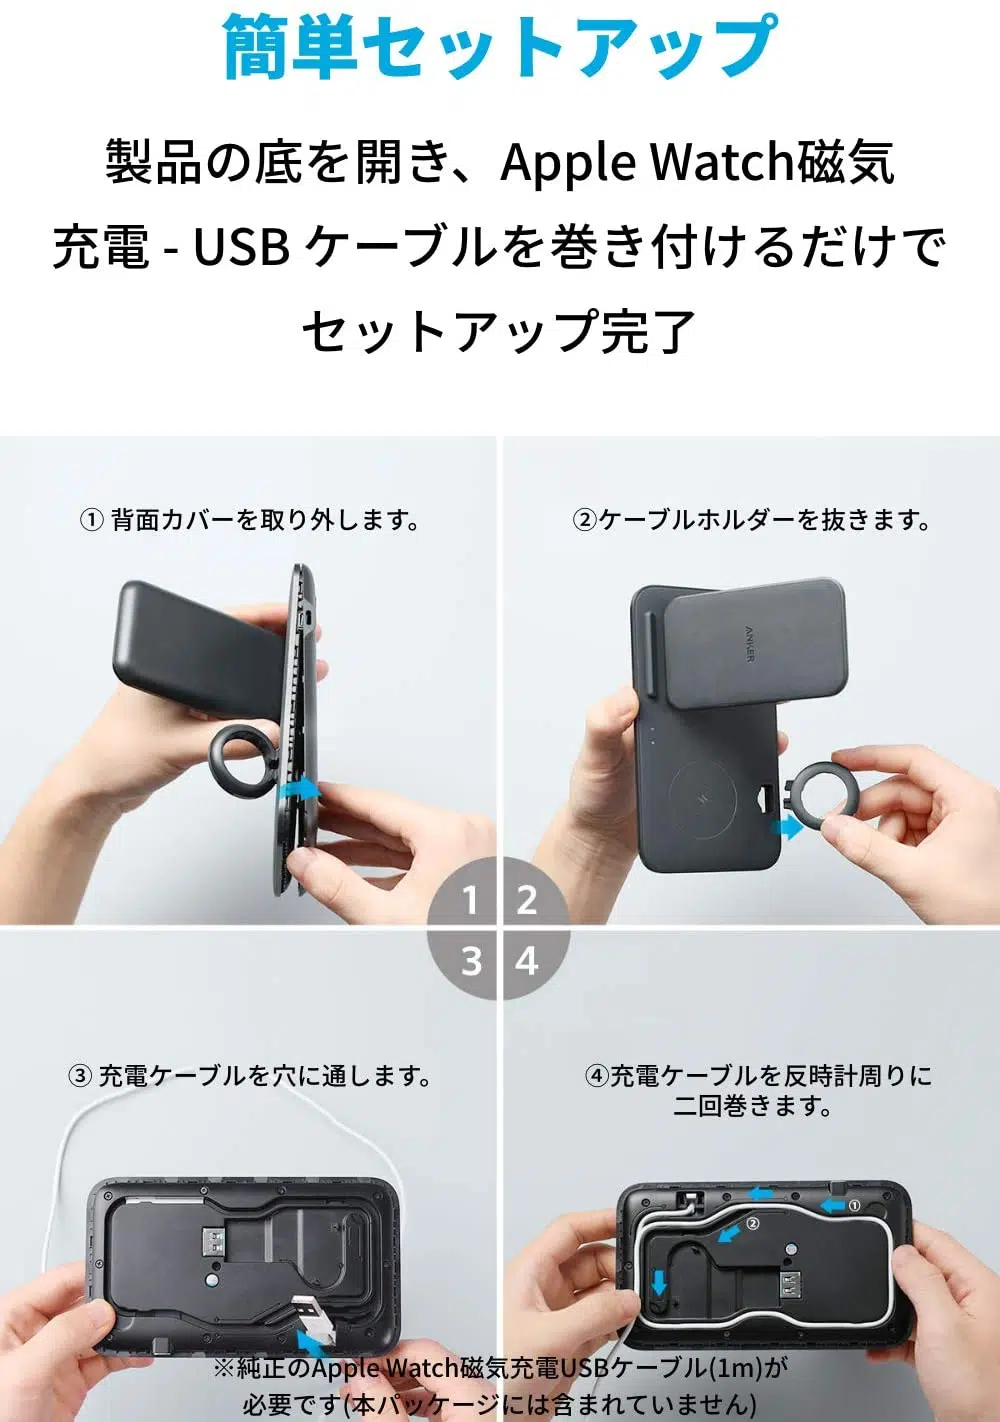 簡単セットアップ
製品の底を開き、Apple Watch磁気
充電 - USB ケーブルを巻き付けるだけで
セットアップ完了
① 背面カバーを取り外します。
②ケーブルホルダーを抜きます。
ANKER
1
2
3
4
③ 充電ケーブルを穴に通します。
④充電ケーブルを反時計周りに
二回巻きます。
①
②
※純正のApple Watch磁気充電USBケーブル(1m)が
必要です(本パッケージには含まれていません)